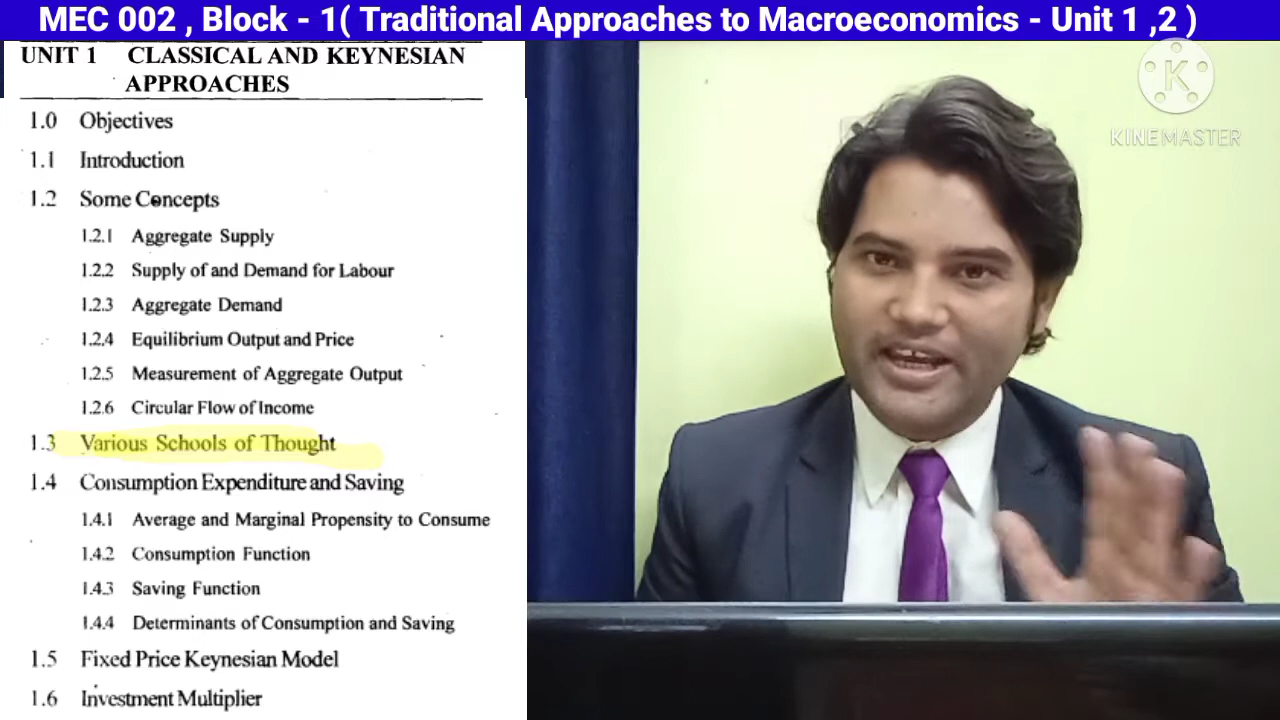 MEC 002 , Block - 1( Traditional Approaches to Macroeconomics - Unit 1 ,2 )
UNIT 1 CLASSICAL AND KEYNESIAN
APPROACHES
1.0 Objectives
1.1 Introduction
1.2 Some Concepts
1.2.1 Aggregate Supply
1.2.2 Supply of and Demand for Labour
1.2.3 Aggregate Demand
1.2.4 Equilibrium Output and Price
1.2.5 Measurement of Aggregate Output
1.2.6 Circular Flow of Income
1.3 Various Schools of Thought
1.4 Consumption Expenditure and Saving
1.4.1 Average and Marginal Propensity to Consume
1.4.2 Consumption Function
1.4.3 Saving Function
1.4.4 Determinants of Consumption and Saving
1.5 Fixed Price Keynesian Model
1.6 Investment Multiplier
K
KINEMASTER